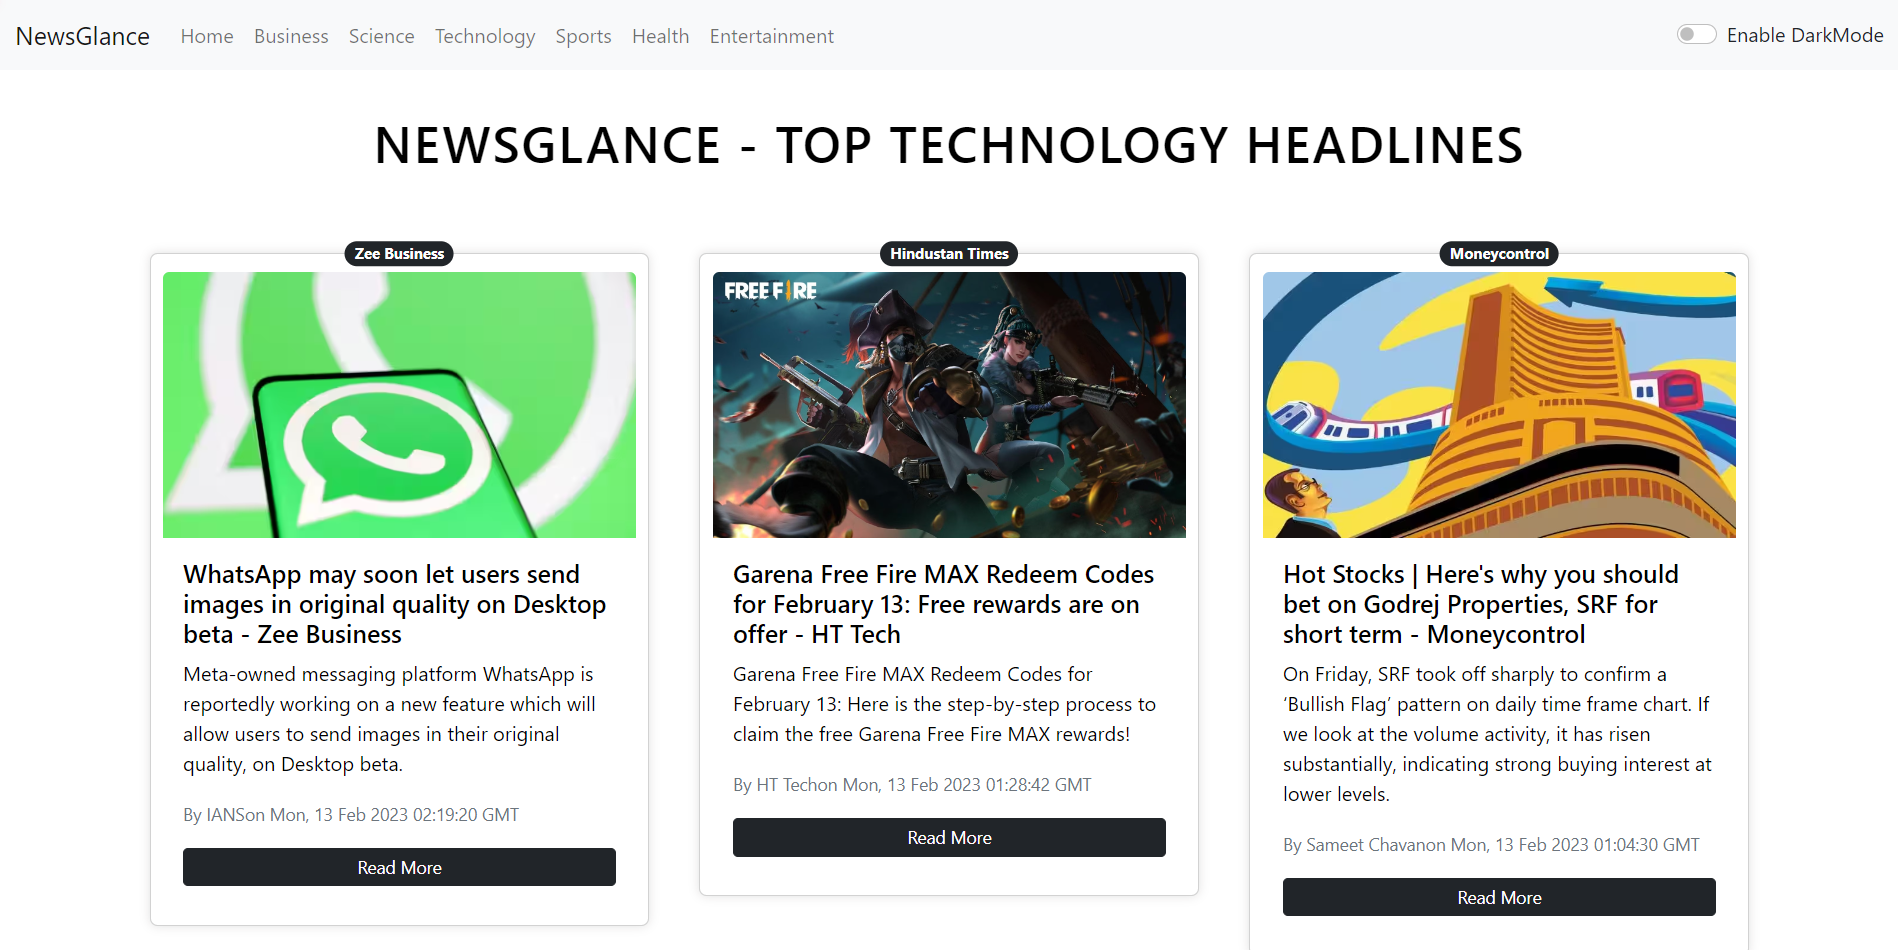 NewsGlance Home Business Science Technology Sports Health Entertainment Enable DarkMode
NEWSGLANCE - TOP TECHNOLOGY HEADLINES
Zee Business
WhatsApp may soon let users send
images in original quality on Desktop
beta - Zee Business
Meta-owned messaging platform WhatsApp is
reportedly working on a new feature which will
allow users to send images in their original
quality, on Desktop beta.
By IANSon Mon, 13 Feb 2023 02:19:20 GMT
Read More
Hindustan Times
FREE FIRE
Garena Free Fire MAX Redeem Codes
for February 13: Free rewards are on
offer - HT Tech
Garena Free Fire MAX Redeem Codes for
February 13: Here is the step-by-step process to
claim the free Garena Free Fire MAX rewards!
By HT Techon Mon, 13 Feb 2023 01:28:42 GMT
Read More
Moneycontrol
Hot Stocks | Here's why you should
bet on Godrej Properties, SRF for
short term - Moneycontrol
On Friday, SRF took off sharply to confirm a
‘Bullish Flag’ pattern on daily time frame chart. If
we look at the volume activity, it has risen
substantially, indicating strong buying interest at
lower levels.
By Sameet Chavanon Mon, 13 Feb 2023 01:04:30 GMT
Read More